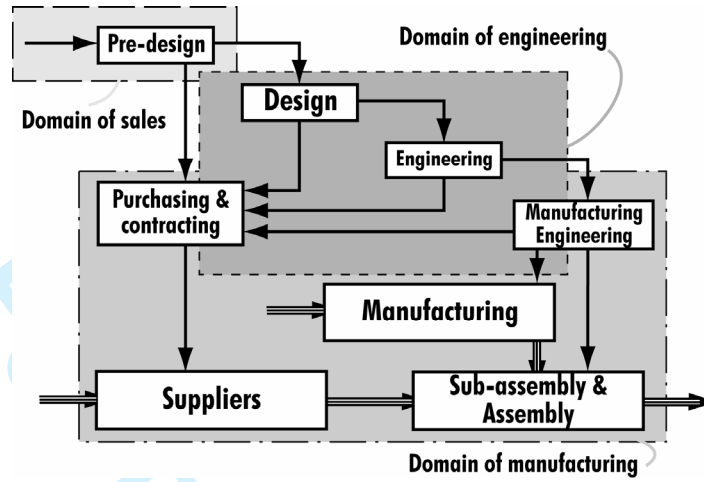 Pre-design
Domain of engineering
Domain of sales
Design
Engineering
Purchasing &
contracting
Manufacturing
Engineering
Manufacturing
Suppliers
Sub-assembly &
Assembly
Domain of manufacturing